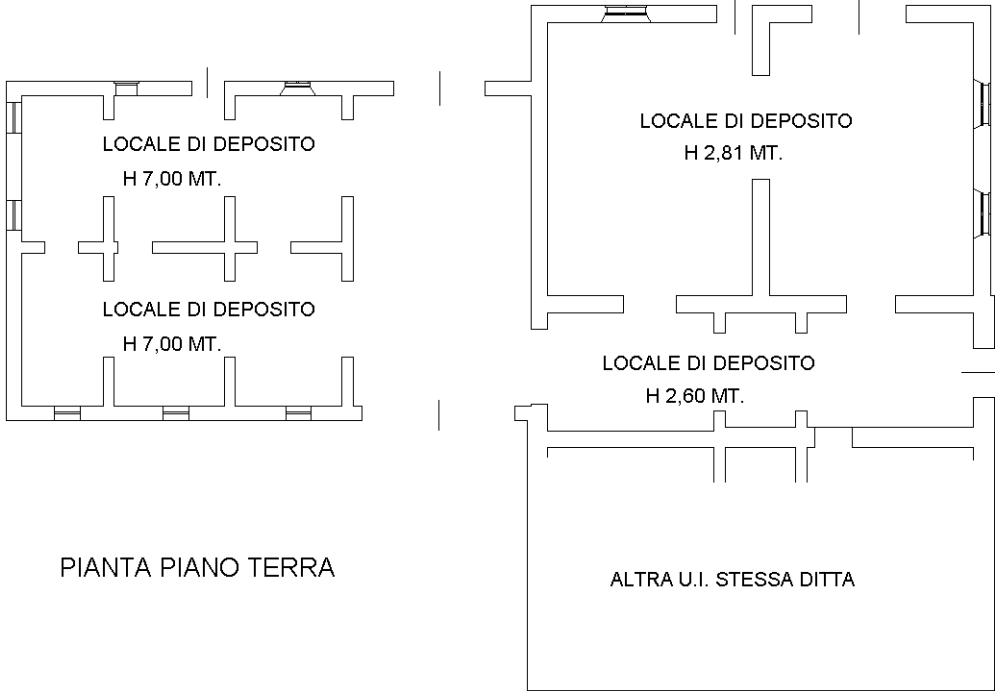 LOCALE DI DEPOSITO
H 7,00 MT.
LOCALE DI DEPOSITO
H 2,81 MT.
LOCALE DI DEPOSITO
H 7,00 MT.
LOCALE DI DEPOSITO
H 2,60 MT.
PIANTA PIANO TERRA
ALTRA U.I. STESSA DITTA